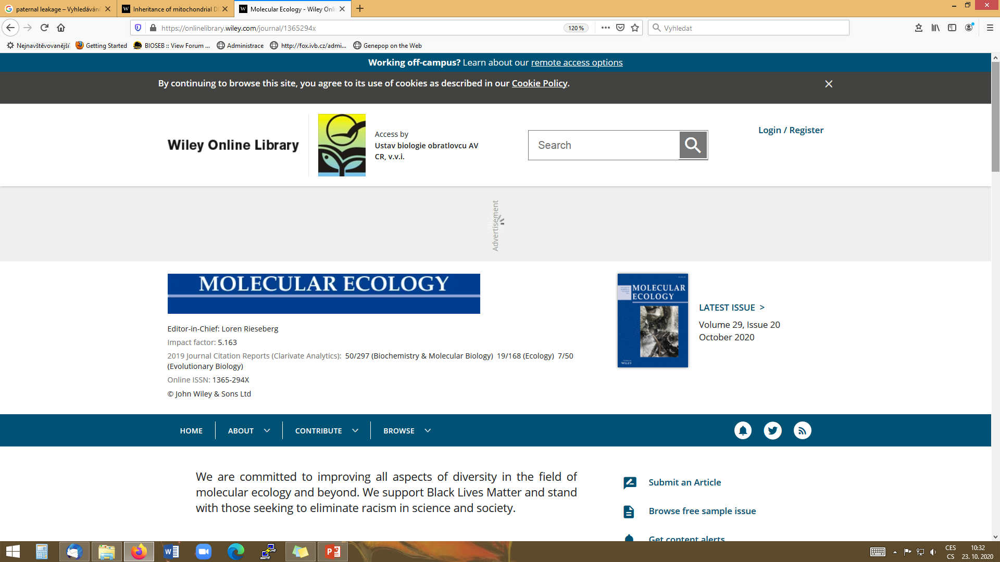 paternal leakage – Vyhledávání
Inheritance of mitochondrial D
Molecular Ecology - Wiley Onli
https://onlinelibrary.wiley.com/journal/1365294x
120 %
Vyhledat
Nejnavštěvovanější
Getting Started
BIOSEB :: View Forum ...
Administrace
http://fox.ivb.cz/admi...
Genepop on the Web
Working off-campus? Learn about our remote access options
By continuing to browse this site, you agree to its use of cookies as described in our Cookie Policy.
Wiley Online Library
Access by
Ustav biologie obratlovcu AV
CR, v.v.i.
Search
Login / Register
Advertisement
MOLECULAR ECOLOGY
Editor-in-Chief: Loren Rieseberg
Impact factor: 5.163
2019 Journal Citation Reports (Clarivate Analytics): 50/297 (Biochemistry & Molecular Biology) 19/168 (Ecology) 7/50
(Evolutionary Biology)
Online ISSN: 1365-294X
© John Wiley & Sons Ltd
MOLECULAR
ECOLOGY
WILEY
LATEST ISSUE >
Volume 29, Issue 20
October 2020
HOME
ABOUT
CONTRIBUTE
BROWSE
We are committed to improving all aspects of diversity in the field of
molecular ecology and beyond. We support Black Lives Matter and stand
with those seeking to eliminate racism in science and society.
Submit an Article
Browse free sample issue
Get content alerts
CES
CS
10:32
23. 10. 2020